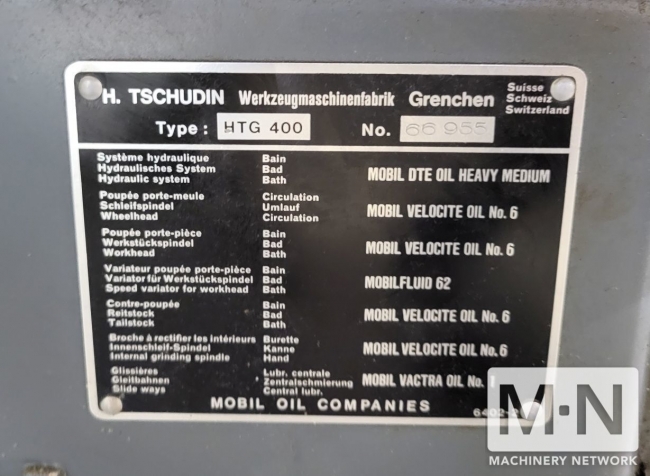 H. TSCHUDIN Werkzeugmaschinenfabrik Grenchen Suisse
Schweiz
Switzerland
Type: HTG 400 No. 66 955
Système hydraulique Bain
Hydraulisches System Bad MOBIL DTE OIL HEAVY MEDIUM
Hydraulic system Bath
Poupée porte-meule Circulation
Schleifspindel Umlauf MOBIL VELOCITE OIL No. 6
Wheelhead Circulation
Poupée porte-pièce Bain
Werkstückspindel Bad MOBIL VELOCITE OIL No. 6
Workhead Bath
Variateur poupée porte-pièce Bain
Variator für Werkstückspindel Bad MOBILFLUID 62
Speed variator for workhead Bath
Contre-poupée Bain
Reitstock Bad MOBIL VELOCITE OIL No. 6
Tailstock Bath
Broche à rectifier les intérieurs Burette
Innenschleif-Spindel Kanne MOBIL VELOCITE OIL No. 6
Internal grinding spindle Hand
Glissières Lubr. centrale
Gleitbahnen Zentralschmierung MOBIL VACTRA OIL No.
Slide ways Central lubr.
MOBIL OIL COMPANIES
M·N
MACHINERY NETWORK